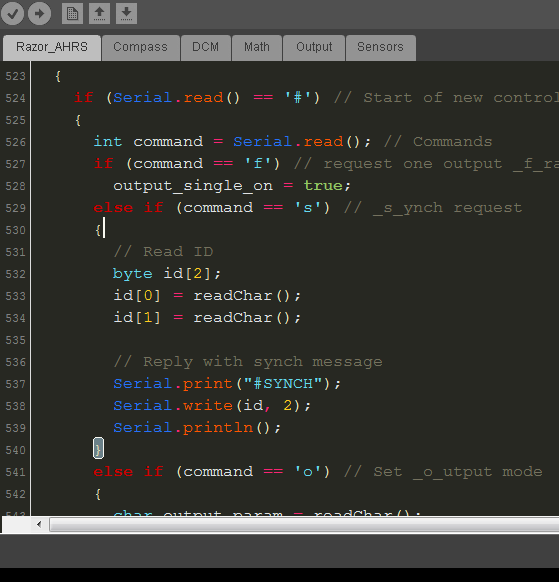 Razor_AHRS Compass DCM Math Output Sensors
523 {
524 if (Serial.read() == '#') // Start of new control
525 {
526 int command = Serial.read(); // Commands
527 if (command == 'f') // request one output _f_ra
528 output_single_on = true;
529 else if (command == 's') // _s_ynch request
530 {
531 // Read ID
532 byte id[2];
533 id[0] = readChar();
534 id[1] = readChar();
535
536 // Reply with synch message
537 Serial.print("#SYNCH");
538 Serial.write(id, 2);
539 Serial.println();
540 }
541 else if (command == 'o') // Set _o_utput mode
542 {
543 char output_param = readChar();